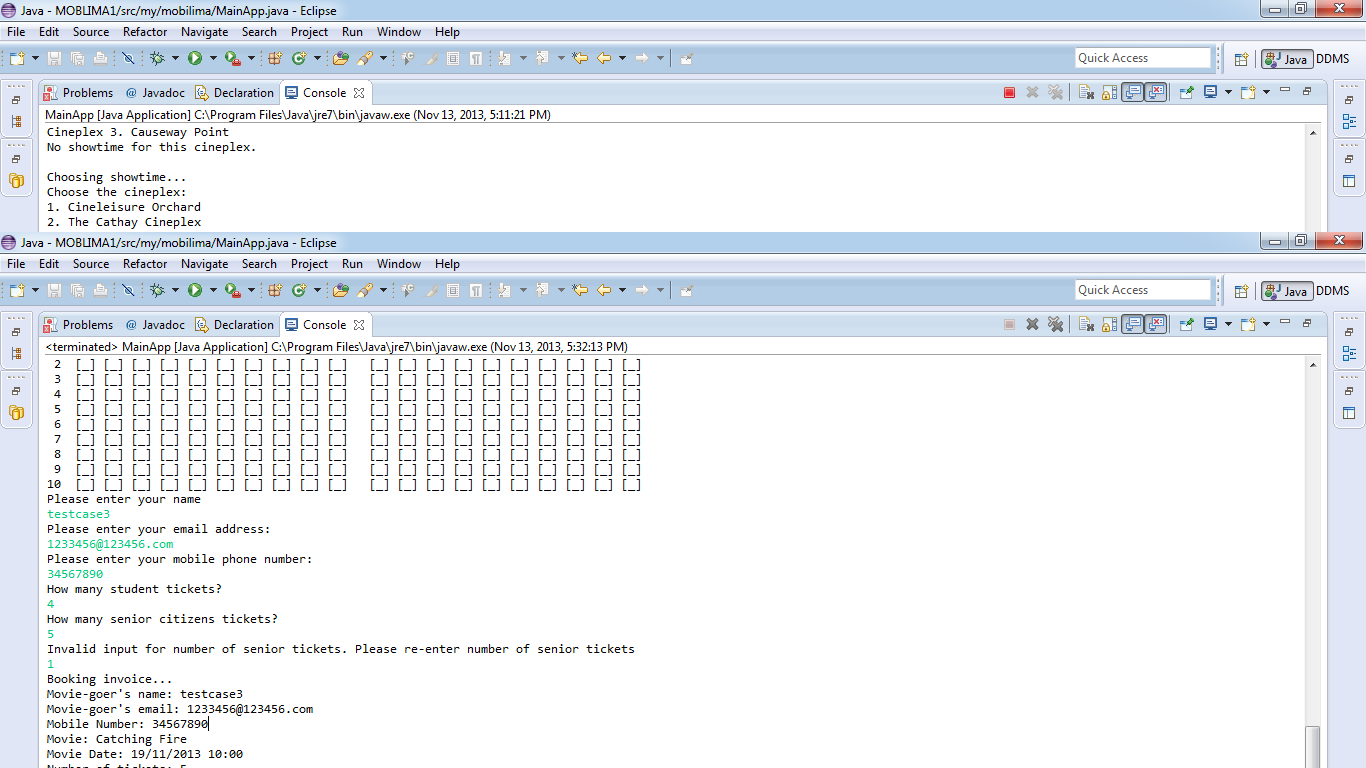 Java - MOBLIMA1/src/my/mobilima/MainApp.java - Eclipse
File Edit Source Refactor Navigate Search Project Run Window Help
Quick Access Java DDMS
Problems @ Javadoc Declaration Console
MainApp [Java Application] C:\Program Files\Java\jre7\bin\javaw.exe (Nov 13, 2013, 5:11:21 PM)
Cineplex 3. Causeway Point
No showtime for this cineplex.
Choosing showtime...
Choose the cineplex:
1. Cineleisure Orchard
2. The Cathay Cineplex
Java - MOBLIMA1/src/my/mobilima/MainApp.java - Eclipse
File Edit Source Refactor Navigate Search Project Run Window Help
Quick Access Java DDMS
Problems @ Javadoc Declaration Console
<terminated> MainApp [Java Application] C:\Program Files\Java\jre7\bin\javaw.exe (Nov 13, 2013, 5:32:13 PM)
2 [_] [_] [_] [_] [_] [_] [_] [_] [_] [_] [_] [_] [_] [_] [_] [_] [_] [_] [_] [_]
3 [_] [_] [_] [_] [_] [_] [_] [_] [_] [_] [_] [_] [_] [_] [_] [_] [_] [_] [_] [_]
4 [_] [_] [_] [_] [_] [_] [_] [_] [_] [_] [_] [_] [_] [_] [_] [_] [_] [_] [_] [_]
5 [_] [_] [_] [_] [_] [_] [_] [_] [_] [_] [_] [_] [_] [_] [_] [_] [_] [_] [_] [_]
6 [_] [_] [_] [_] [_] [_] [_] [_] [_] [_] [_] [_] [_] [_] [_] [_] [_] [_] [_] [_]
7 [_] [_] [_] [_] [_] [_] [_] [_] [_] [_] [_] [_] [_] [_] [_] [_] [_] [_] [_] [_]
8 [_] [_] [_] [_] [_] [_] [_] [_] [_] [_] [_] [_] [_] [_] [_] [_] [_] [_] [_] [_]
9 [_] [_] [_] [_] [_] [_] [_] [_] [_] [_] [_] [_] [_] [_] [_] [_] [_] [_] [_] [_]
10 [_] [_] [_] [_] [_] [_] [_] [_] [_] [_] [_] [_] [_] [_] [_] [_] [_] [_] [_] [_]
Please enter your name
testcase3
Please enter your email address:
1233456@123456.com
Please enter your mobile phone number:
34567890
How many student tickets?
4
How many senior citizens tickets?
5
Invalid input for number of senior tickets. Please re-enter number of senior tickets
1
Booking invoice...
Movie-goer's name: testcase3
Movie-goer's email: 1233456@123456.com
Mobile Number: 34567890
Movie: Catching Fire
Movie Date: 19/11/2013 10:00
Number of tickets: 5